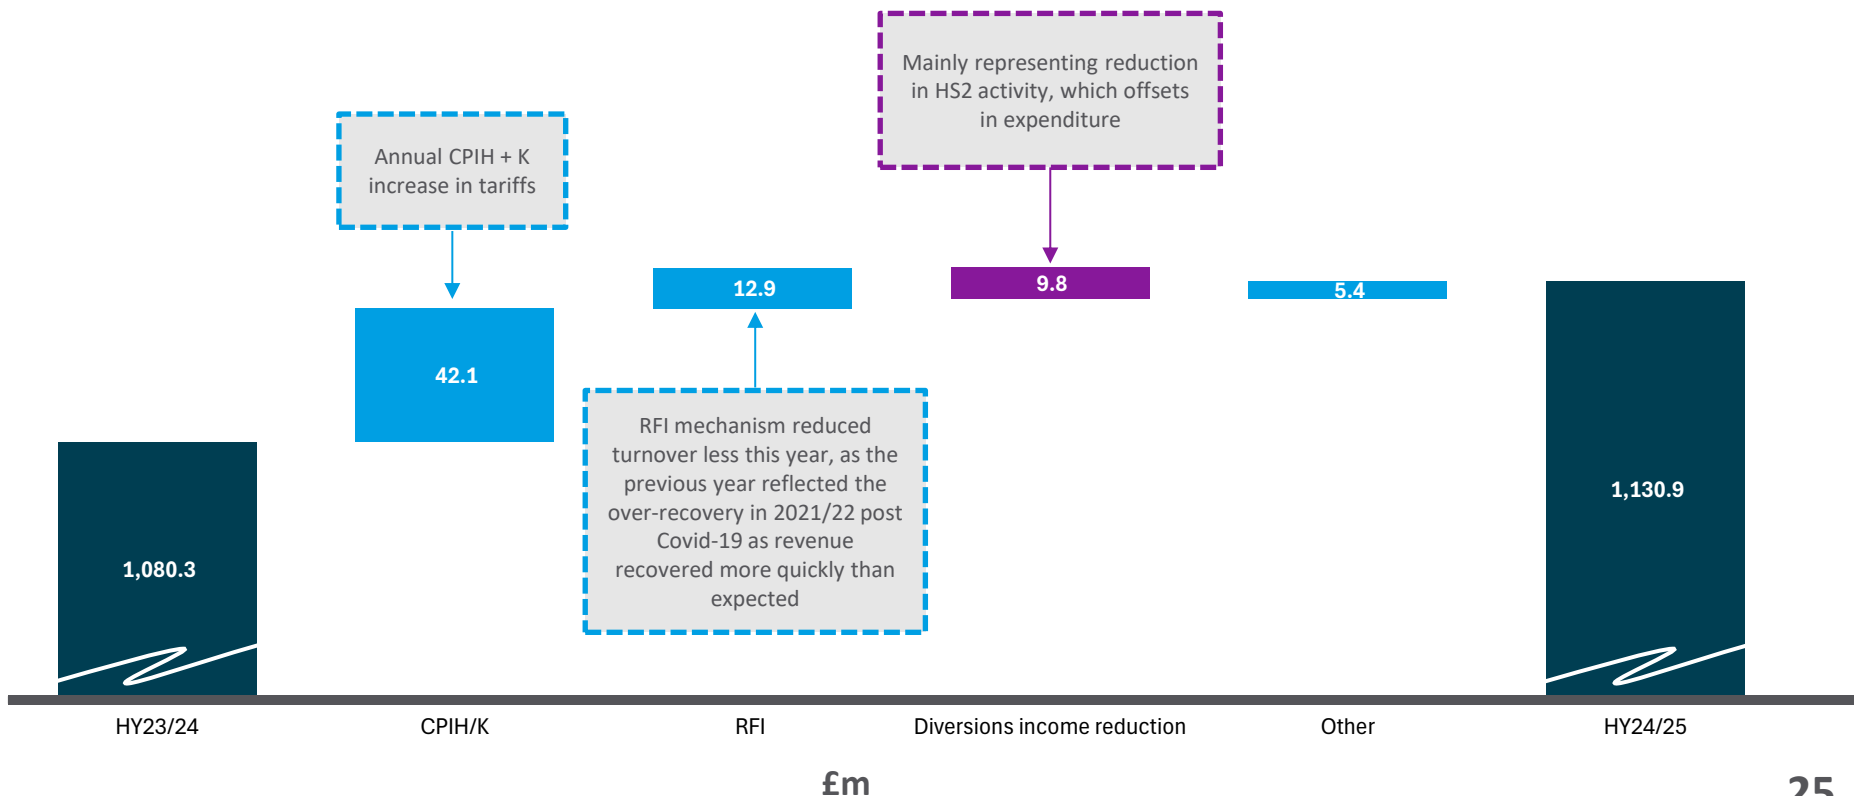 Mainly representing reduction
in HS2 activity, which offsets
in expenditure
Annual CPIH + K
increase in tariffs
12.9
9.8
5.4
42.1
RFI mechanism reduced
turnover less this year, as the
previous year reflected the
over-recovery in 2021/22 post
Covid-19 as revenue
recovered more quickly than
expected
1,080.3
1,130.9
HY23/24
CPIH/K
RFI
Diversions income reduction
Other
HY24/25
£m
25